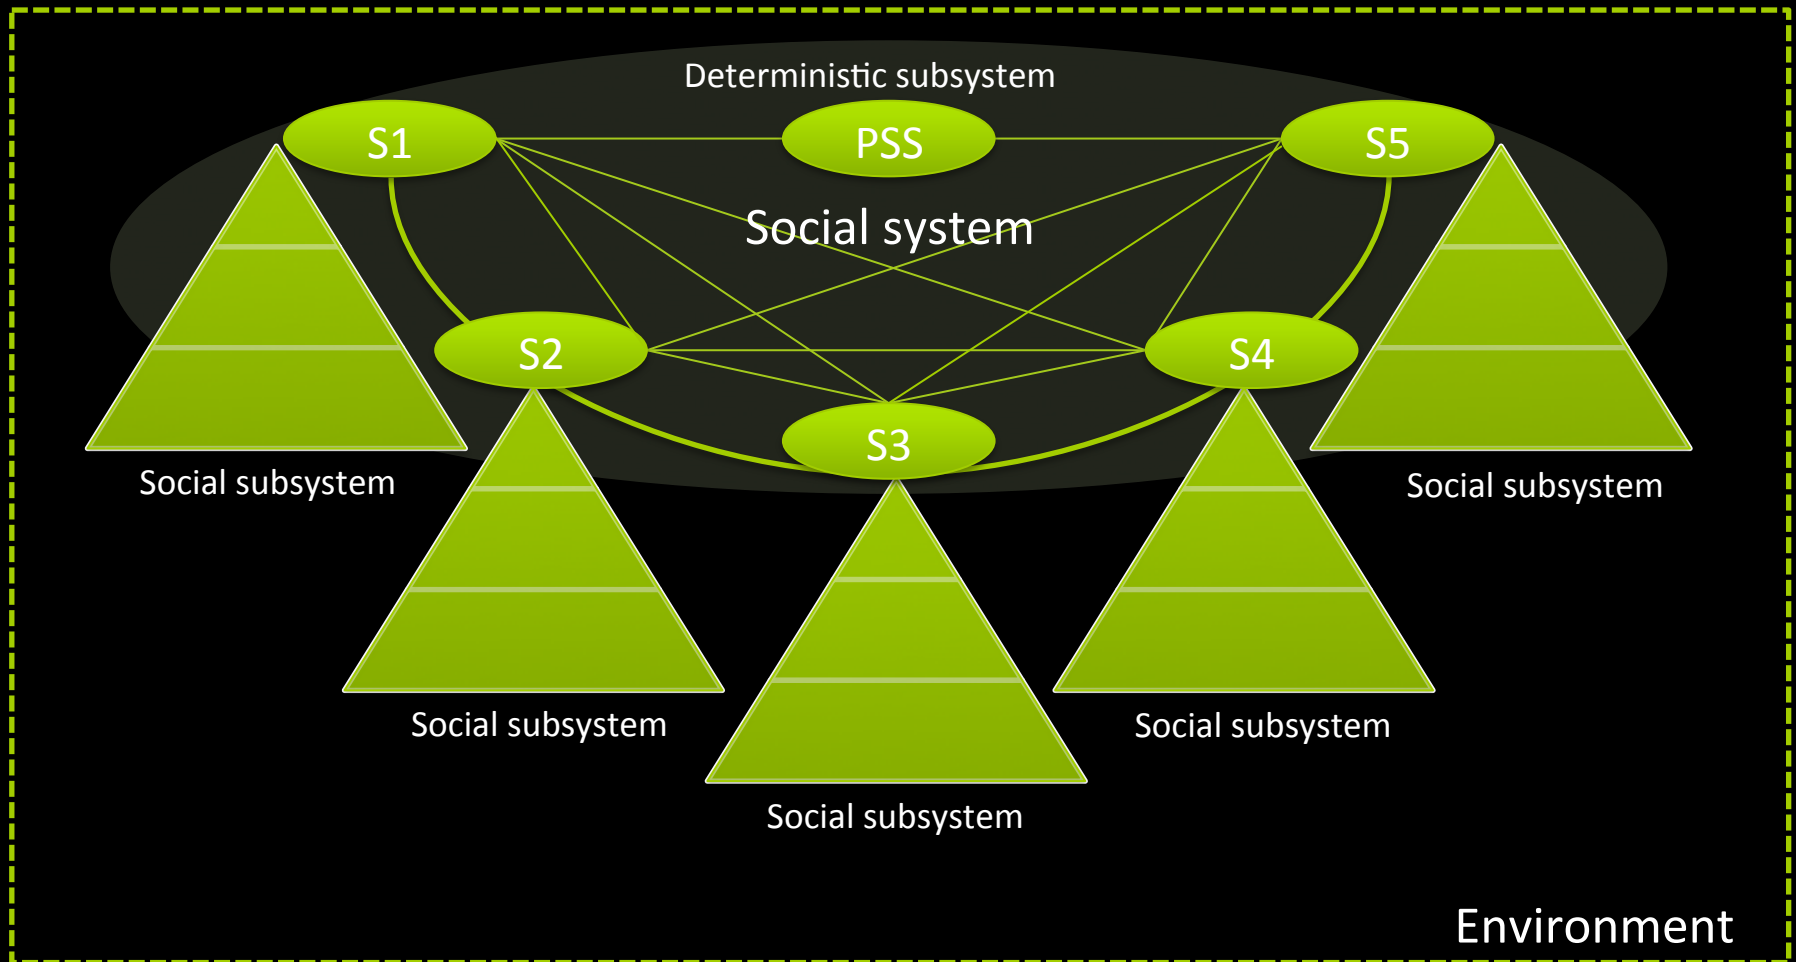 Deterministic subsystem
S1
PSS
S5
Social system
S2
S4
S3
Social subsystem
Social subsystem
Social subsystem
Social subsystem
Social subsystem
Environment